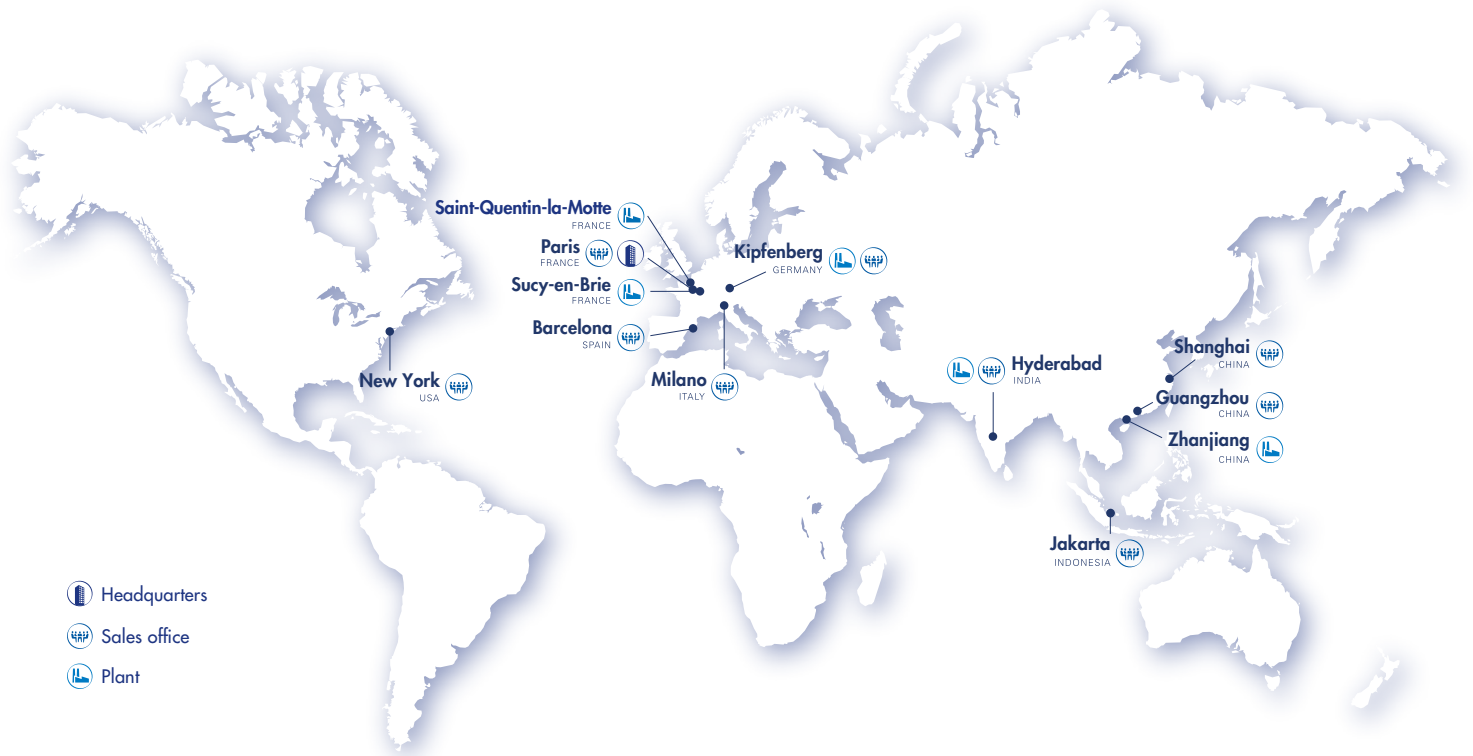 Saint-Quentin-la-Motte
FRANCE
Paris
FRANCE
Sucy-en-Brie
FRANCE
Barcelona
SPAIN
Kipfenberg
GERMANY
New York
USA
Milano
ITALY
Hyderabad
INDIA
Shanghai
CHINA
Guangzhou
CHINA
Zhanjiang
CHINA
Jakarta
INDONESIA
Headquarters
Sales office
Plant